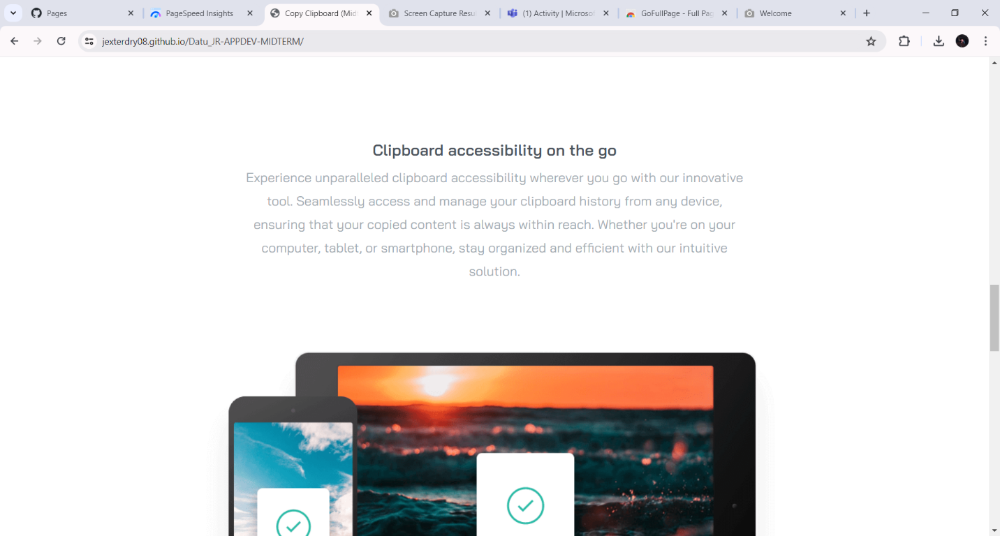 Pages
PageSpeed Insights
Copy Clipboard (Mid
Screen Capture Resu
(1) Activity | Microsof
GoFullPage - Full Pag
Welcome
jexterdry08.github.io/Datu_JR-APPDEV-MIDTERM/
Clipboard accessibility on the go
Experience unparalleled clipboard accessibility wherever you go with our innovative
tool. Seamlessly access and manage your clipboard history from any device,
ensuring that your copied content is always within reach. Whether you're on your
computer, tablet, or smartphone, stay organized and efficient with our intuitive
solution.